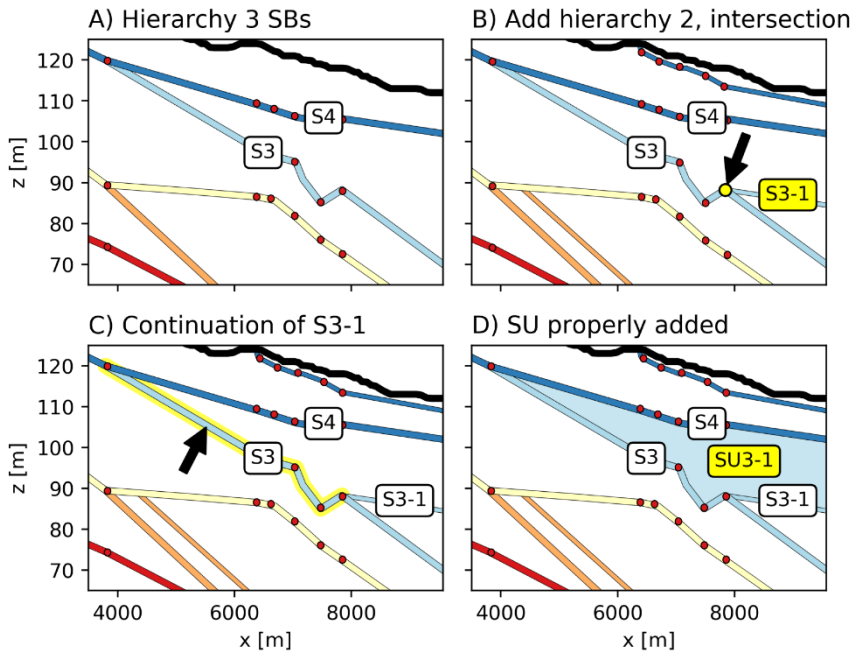 A) Hierarchy 3 SBs
B) Add hierarchy 2, intersection
120
110
100
90
80
70
z [m]
S4
S3
S4
S3
S3-1
C) Continuation of S3-1
D) SU properly added
120
110
100
90
80
70
z [m]
S4
S3
S3-1
S4
S3
SU3-1
S3-1
4000 6000 8000
4000 6000 8000
x [m]
x [m]